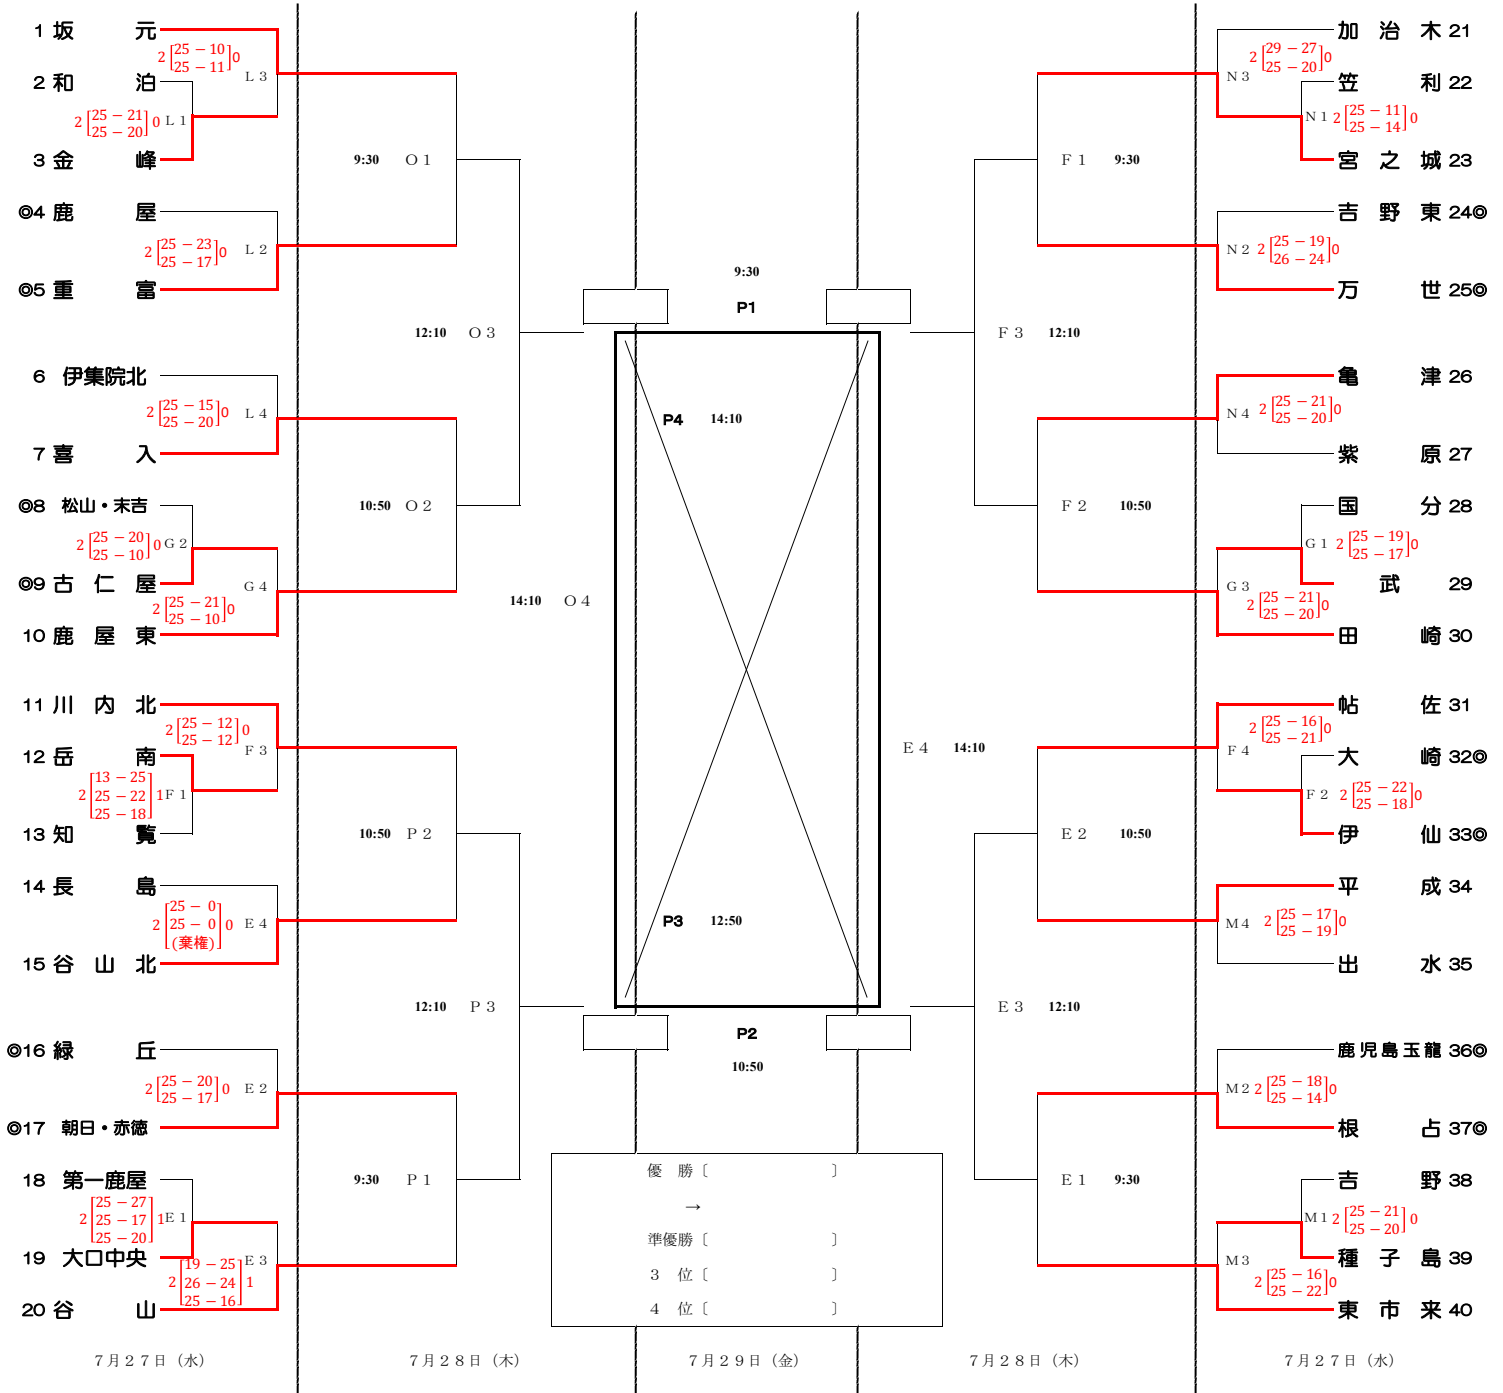 1 坂 元
2 [25 - 10
25 - 11] 0
L 3
2 和 泊
2 [25 - 21
25 - 20] 0 L 1
3 金 峰
◎4 鹿 屋
2 [25 - 23
25 - 17] 0 L 2
◎5 重 富
6 伊集院北
2 [25 - 15
25 - 20] 0 L 4
7 喜 入
◎8 松山・末吉
2 [25 - 20
25 - 10] 0 G 2
◎9 古 仁 屋
G 4
2 [25 - 21
25 - 10] 0
10 鹿 屋 東
11 川 内 北
2 [25 - 12
25 - 12] 0
F 3
12 岳 南
2 [13 - 25
25 - 22
25 - 18] 1 F 1
13 知 覧
14 長 島
2 [25 - 0
25 - 0
(棄権)] 0 E 4
15 谷 山 北
◎16 緑 丘
2 [25 - 20
25 - 17] 0 E 2
◎17 朝日・赤徳
18 第一鹿屋
2 [25 - 27
25 - 17
25 - 20] 1 E 1
19 大口中央
E 3
2 [19 - 25
26 - 24
25 - 16] 1
20 谷 山
7月27日（水）
9:30 O 1
12:10 O 3
10:50 O 2
14:10 O 4
10:50 P 2
12:10 P 3
9:30 P 1
7月28日（木）
9:30
P1
P4 14:10
P3 12:50
P2
10:50
優 勝〔 〕
→
準優勝〔 〕
3 位〔 〕
4 位〔 〕
7月29日（金）
F 1 9:30
F 3 12:10
F 2 10:50
E 4 14:10
E 2 10:50
E 3 12:10
E 1 9:30
7月28日（木）
加 治 木 21
2 [29 - 27
25 - 20] 0
N 3
笠 利 22
N 1 2 [25 - 11
25 - 14] 0
宮 之 城 23
吉 野 東 24◎
N 2 2 [25 - 19
26 - 24] 0
万 世 25◎
亀 津 26
N 4 2 [25 - 21
25 - 20] 0
紫 原 27
国 分 28
G 1 2 [25 - 19
25 - 17] 0
武 29
G 3
2 [25 - 21
25 - 20] 0
田 崎 30
帖 佐 31
2 [25 - 16
25 - 21] 0
F 4
大 崎 32◎
F 2 2 [25 - 22
25 - 18] 0
伊 仙 33◎
平 成 34
M 4 2 [25 - 17
25 - 19] 0
出 水 35
鹿児島玉龍 36◎
M 2 2 [25 - 18
25 - 14] 0
根 占 37◎
吉 野 38
M 1 2 [25 - 21
25 - 20] 0
種 子 島 39
M 3
2 [25 - 16
25 - 22] 0
東 市 来 40
7月27日（水）